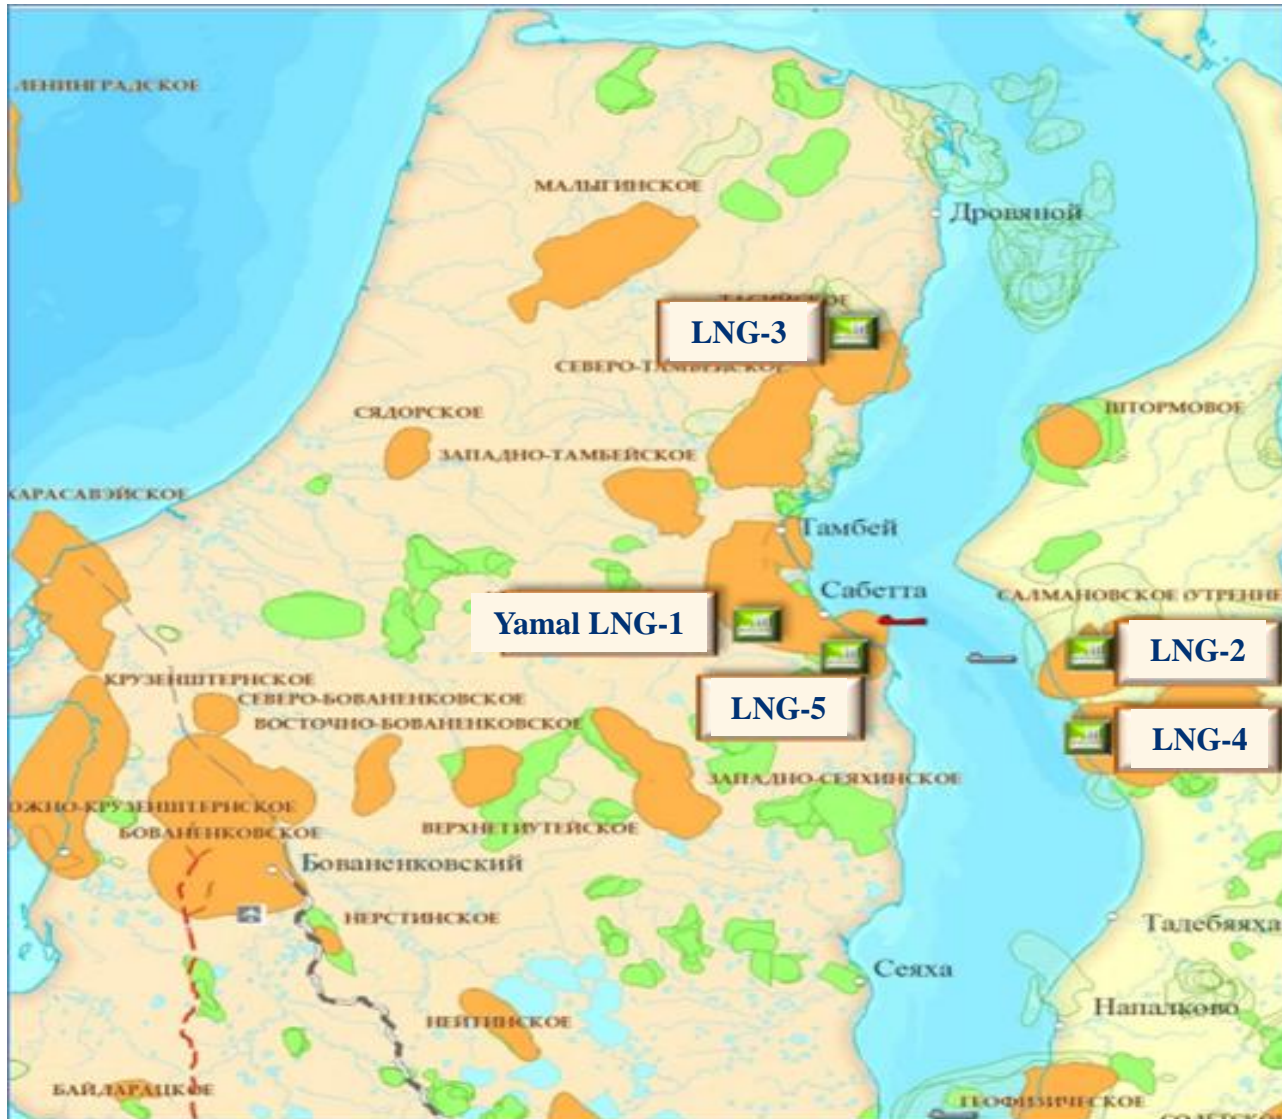 ЛЕНИНГРАДСКОЕ
МАЛЫГИНСКОЕ
Дровяной
ТАСИЙСКОЕ
LNG-3
СЕВЕРО-ТАМБЕЙСКОЕ
СЯДОРСКОЕ
ШТОРМОВОЕ
ЗАПАДНО-ТАМБЕЙСКОЕ
ХАРАСАВЭЙСКОЕ
Тамбей
Сабетта
САЛМАНОВСКОЕ (УТРЕННЕ
Yamal LNG-1
LNG-2
КРУЗЕНШТЕРНСКОЕ
СЕВЕРО-БОВАНЕНКОВСКОЕ
LNG-5
ВОСТОЧНО-БОВАНЕНКОВСКОЕ
LNG-4
ЗАПАДНО-СЕЯХИНСКОЕ
ЮЖНО-КРУЗЕНШТЕРНСКОЕ
БОВАНЕНКОВСКОЕ
ВЕРХНЕТИУТЕЙСКОЕ
Бованенковский
НЕРСТИНСКОЕ
Тадебяяха
Сеяха
Напалково
НЕЙТИНСКОЕ
БАЙДАРАЦКОЕ
ГЕОФИЗИЧЕСКОЕ